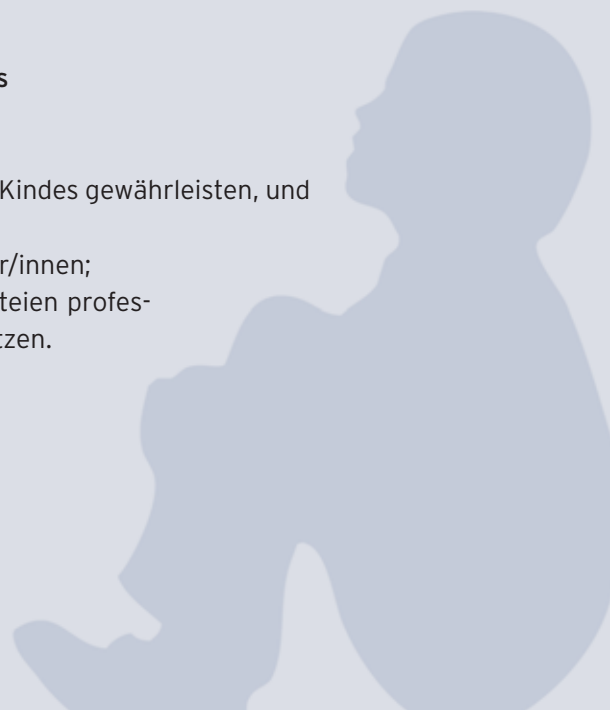 s
Kindes gewährleisten, und
r/innen;
teien profes-
tzen.